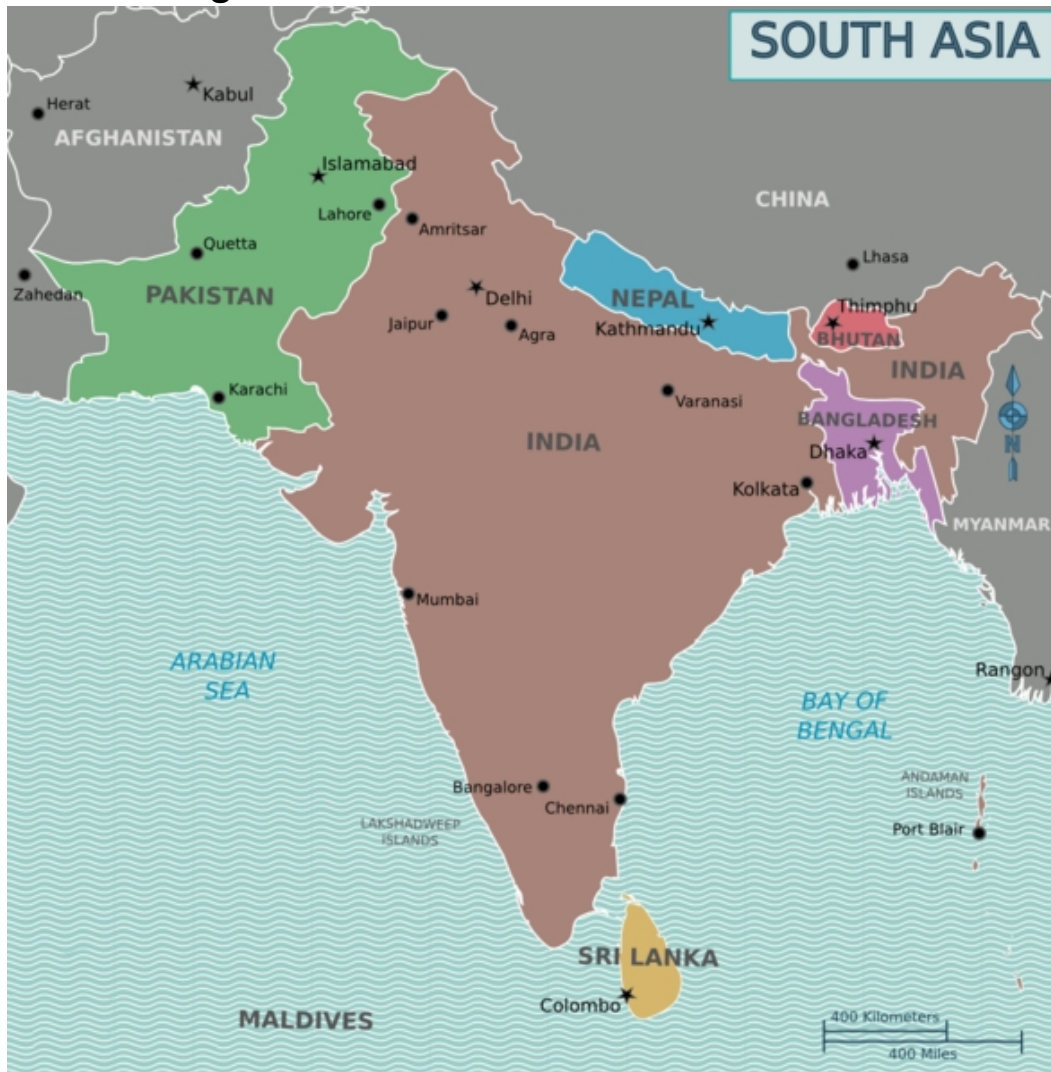 SOUTH ASIA
Kabul
Herat
AFGHANISTAN
Islamabad
CHINA
Lahore
Amritsar
Quetta
Lhasa
Zahedan
PAKISTAN
Delhi
NEPAL
Thimphu
Jaipur
Agra
Kathmandu
BHUTAN
INDIA
Karachi
Varanasi
BANGLADESH
INDIA
Dhaka
N
Kolkata
MYANMAR
Mumbai
ARABIAN
SEA
Rangon
BAY OF
BENGAL
Bangalore
Chennai
ANDAMAN
ISLANDS
LAKSHADWEEP
ISLANDS
Port Blair
SRI LANKA
Colombo
MALDIVES
400 Kilometers
400 Miles